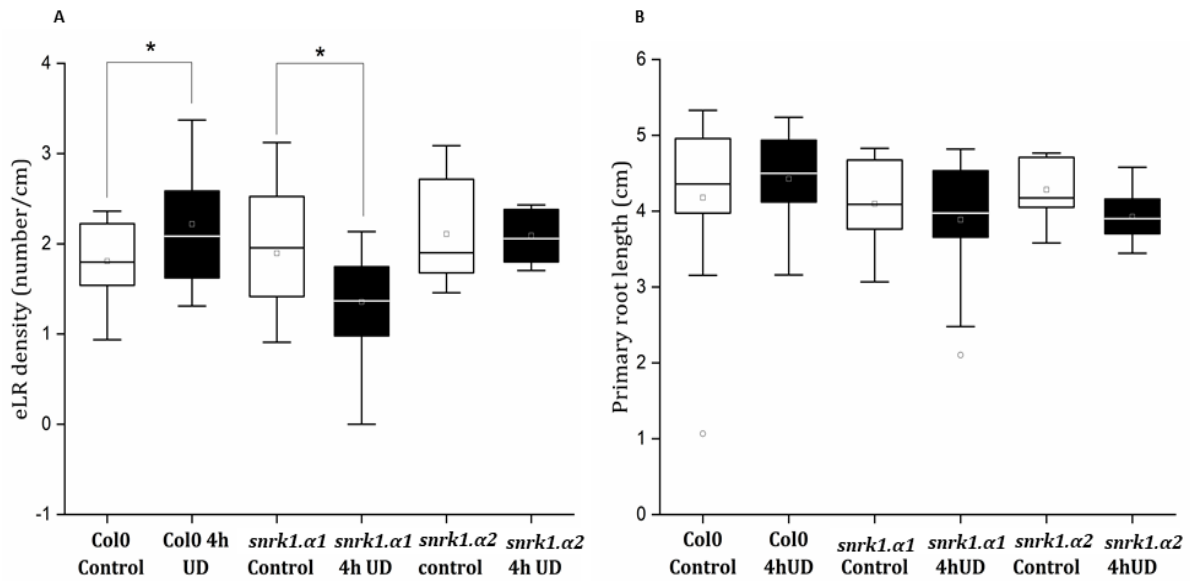 A
*
*
eLR density (number/cm)
4
3
2
1
0
-1
Col0 Control
Col0 4h UD
snrk1.α1 Control
snrk1.α1 4h UD
snrk1.α2 control
snrk1.α2 4h UD
B
Primary root length (cm)
6
5
4
3
2
1
0
Col0 Control
Col0 4hUD
snrk1.α1 Control
snrk1.α1 4hUD
snrk1.α2 Control
snrk1.α2 4hUD